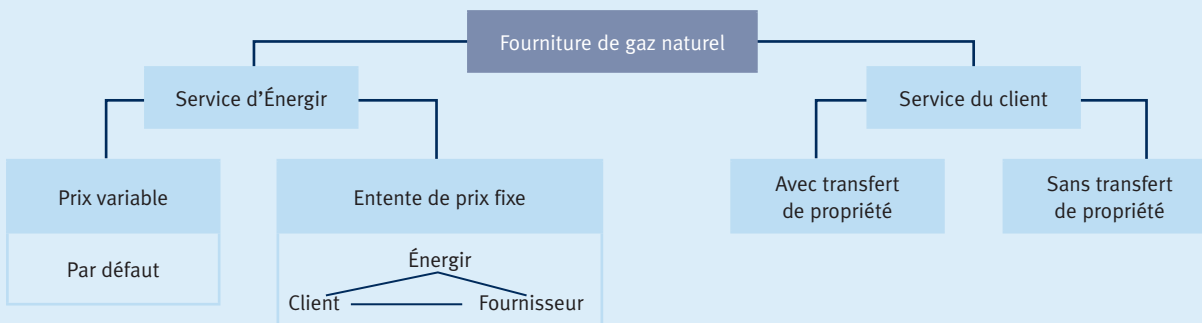 Fourniture de gaz naturel
Service d'Énergir
Service du client
Prix variable
Entente de prix fixe
Avec transfert
de propriété
Sans transfert
de propriété
Par défaut
Énergir
Client
Fournisseur